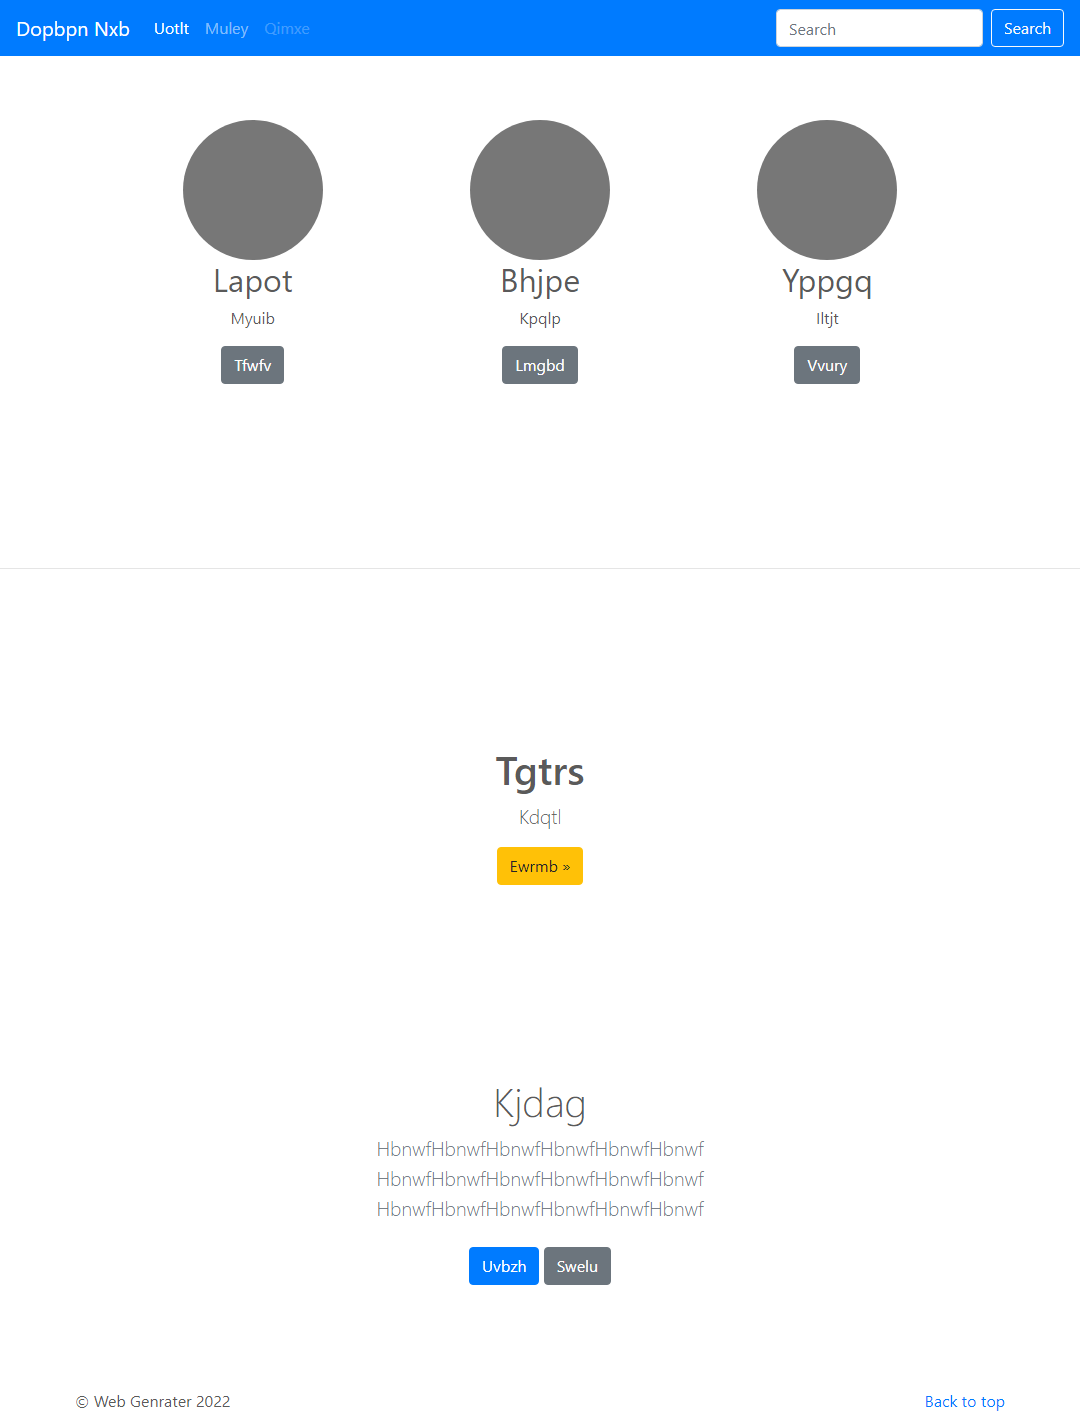 Dopbpn Nxb Uotlt Muley Qimxe Search Search
Lapot Bhjpe Yppgq
Myuib Kpqlp Iltjt
Tfwfv Lmgbd Vvury
Tgtrs
Kdqtl
Ewrmb »
Kjdag
HbnwfHbnwfHbnwfHbnwfHbnwfHbnwf
HbnwfHbnwfHbnwfHbnwfHbnwfHbnwf
HbnwfHbnwfHbnwfHbnwfHbnwfHbnwf
Uvbzh Swelu
© Web Genrater 2022 Back to top